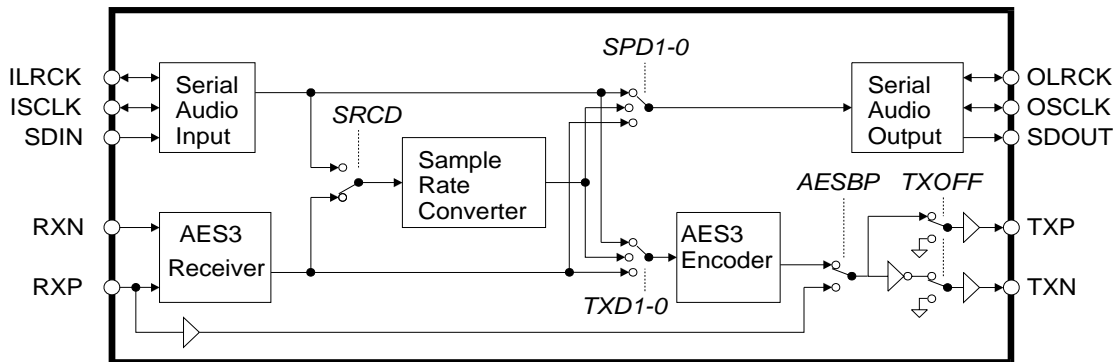 SPD1-0
ILRCK
ISCLK
SDIN
Serial
Audio
Input
SRCD
Serial
Audio
Output
OLRCK
OSCLK
SDOUT
Sample
Rate
Converter
AESBP
TXOFF
RXN
RXP
AES3
Receiver
AES3
Encoder
TXD1-0
TXP
TXN